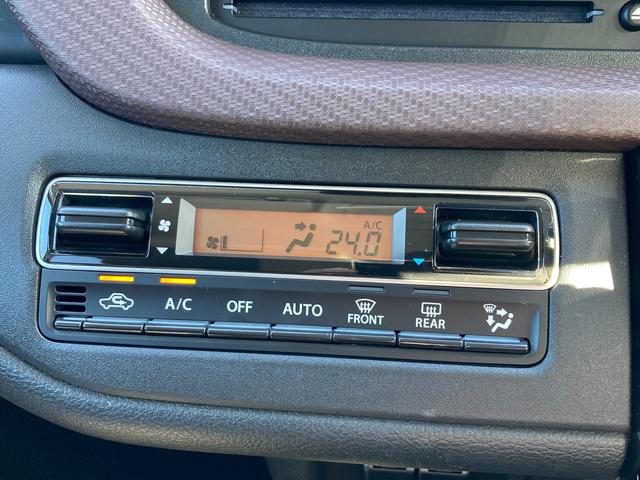 A/C
24.0
A/C OFF AUTO FRONT REAR